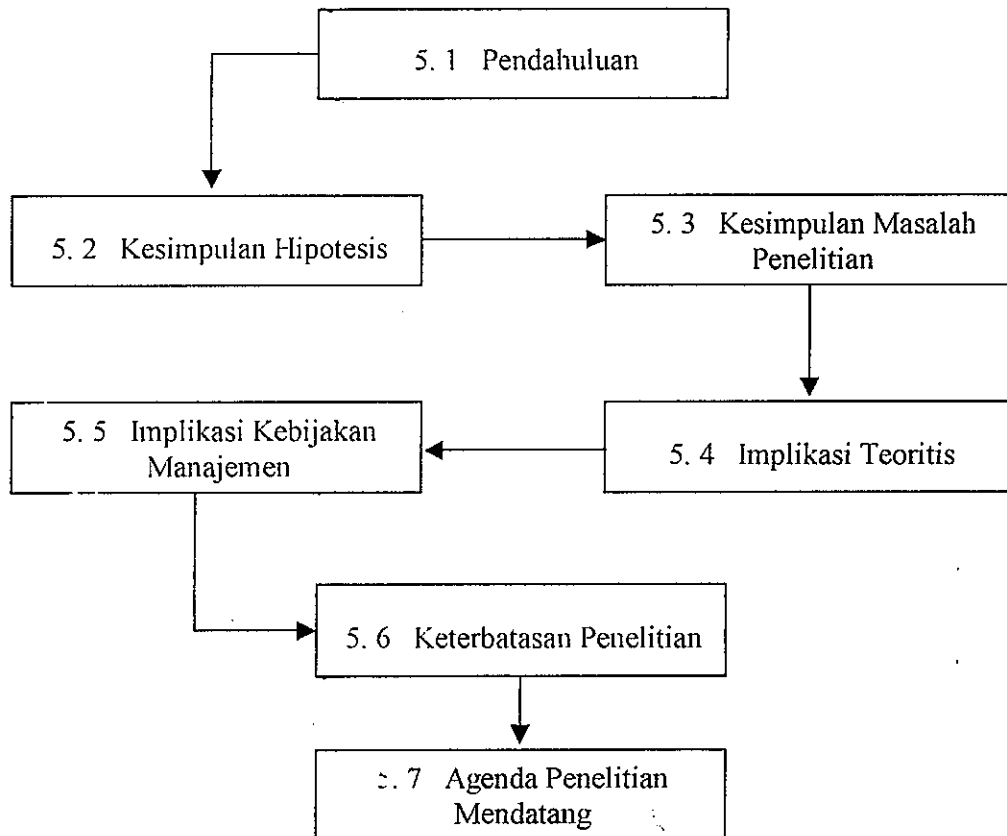 5. 1 Pendahuluan
5. 2 Kesimpulan Hipotesis
5. 3 Kesimpulan Masalah
Penelitian
5. 5 Implikasi Kebijakan
Manajemen
5. 4 Implikasi Teoritis
5. 6 Keterbatasan Penelitian
5. 7 Agenda Penelitian
Mendatang